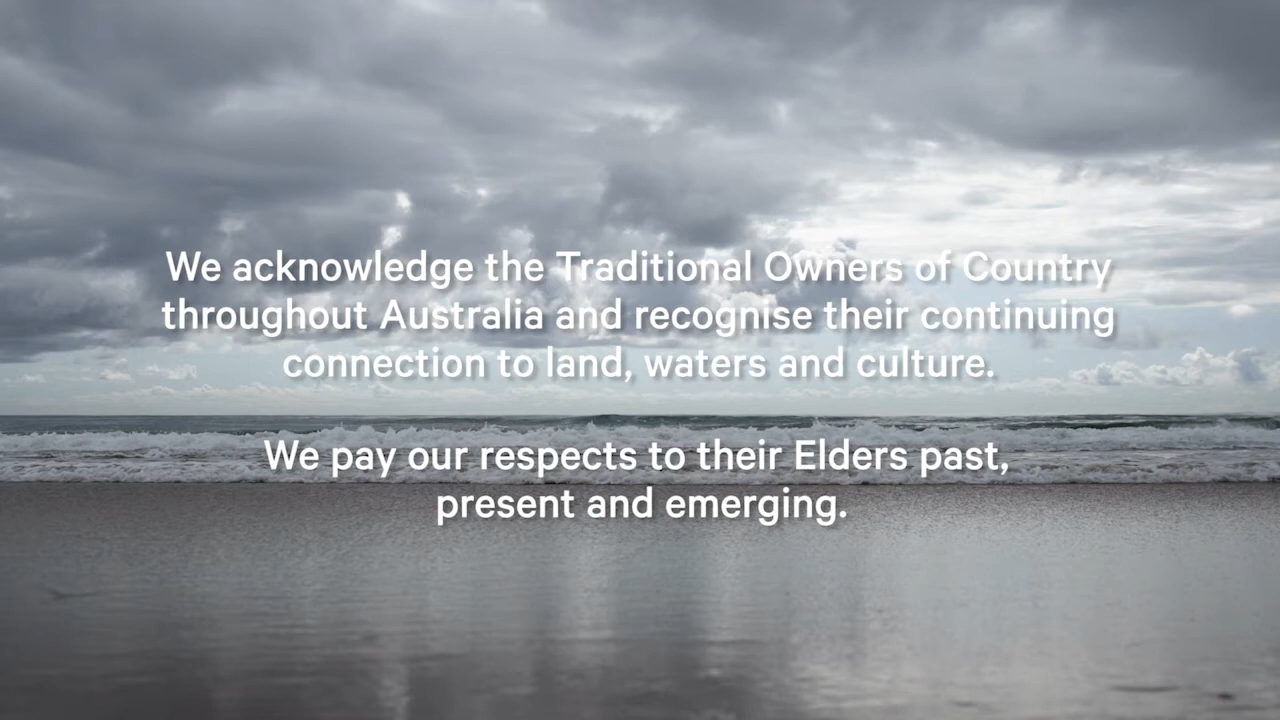 We acknowledge the Traditional Owners of Country
throughout Australia and recognise their continuing
connection to land, waters and culture.
We pay our respects to their Elders past,
present and emerging.